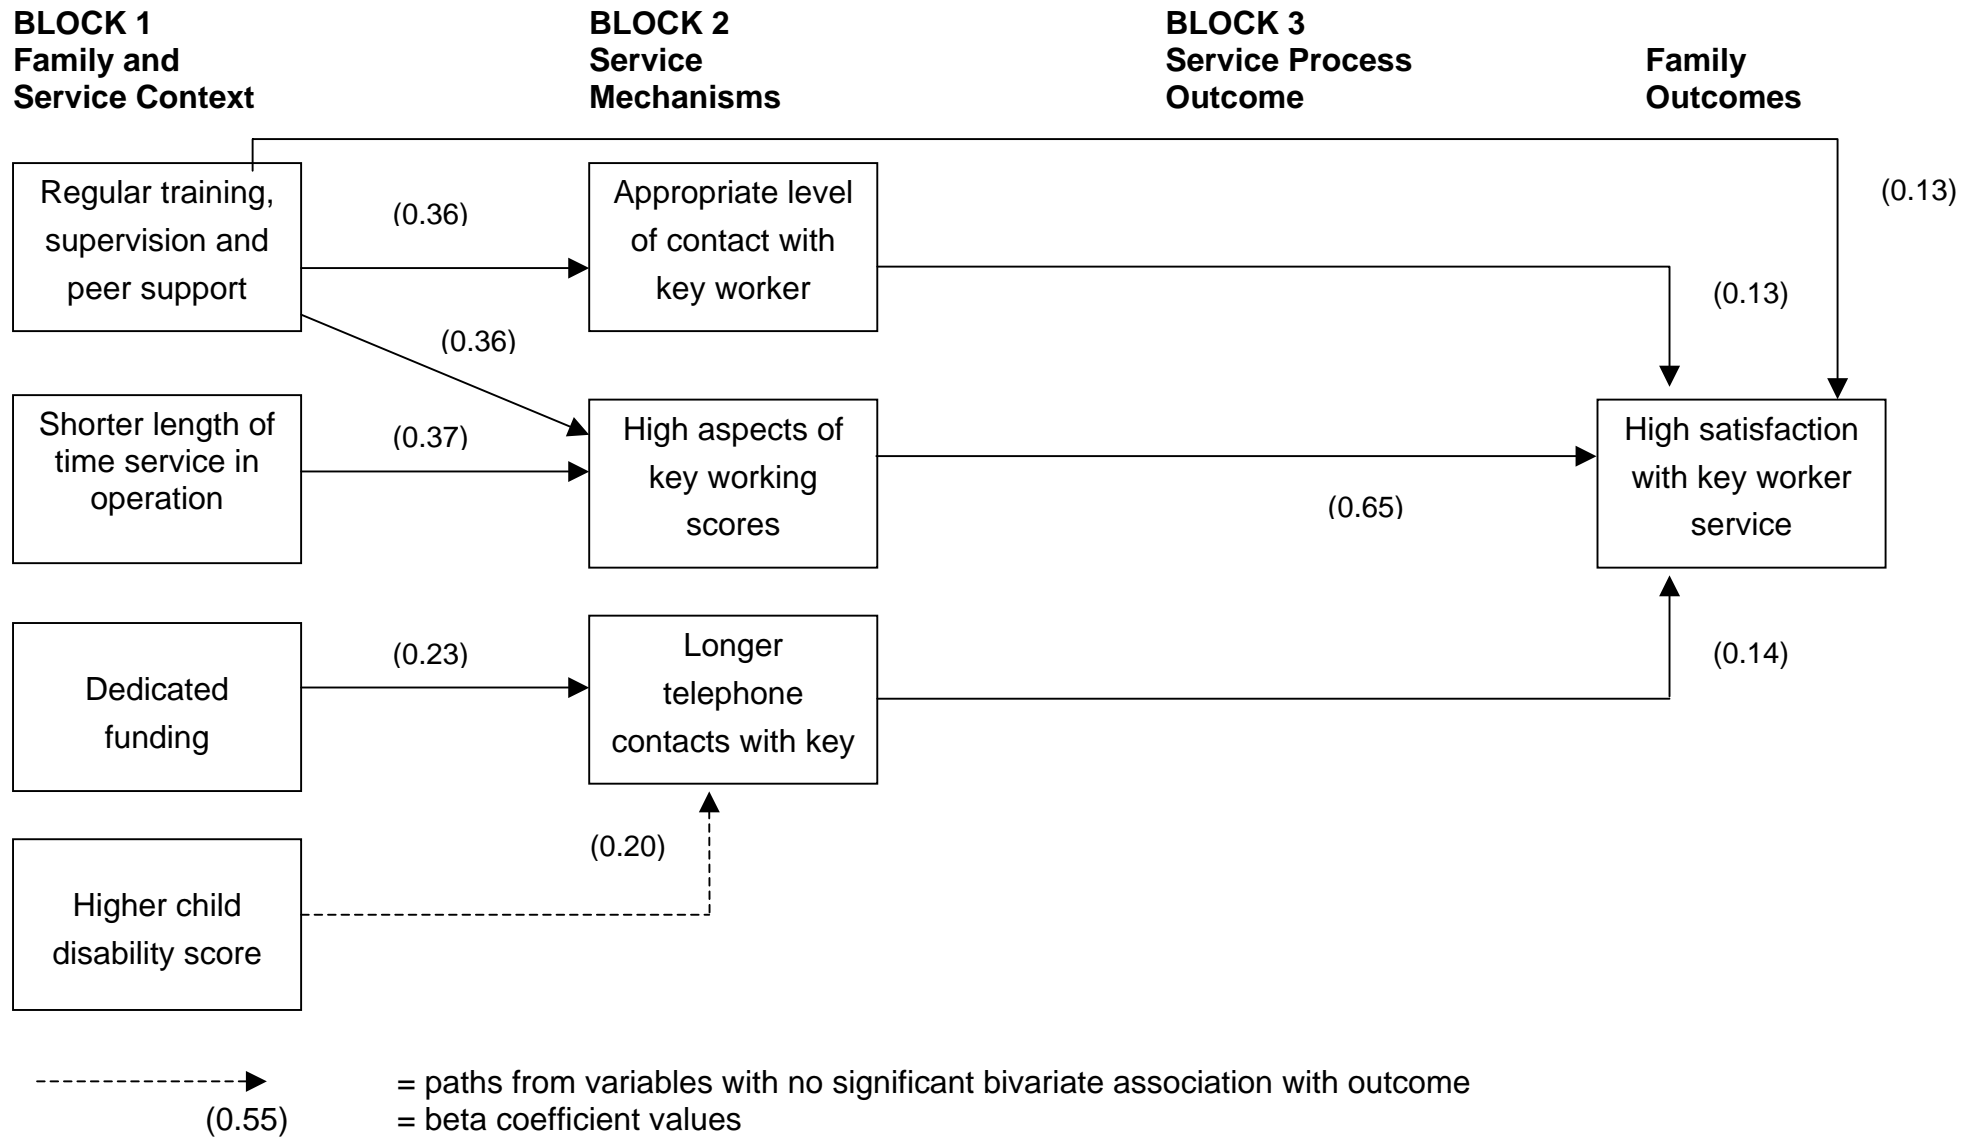 BLOCK 1
Family and
Service Context
BLOCK 2
Service
Mechanisms
BLOCK 3
Service Process
Outcome
Family
Outcomes
Regular training,
supervision and
peer support
(0.36)
Appropriate level
of contact with
key worker
(0.13)
(0.13)
(0.36)
Shorter length of
time service in
operation
(0.37)
High aspects of
key working
scores
(0.65)
High satisfaction
with key worker
service
Dedicated
funding
(0.23)
Longer
telephone
contacts with key
(0.14)
(0.20)
Higher child
disability score
= paths from variables with no significant bivariate association with outcome
(0.55) = beta coefficient values